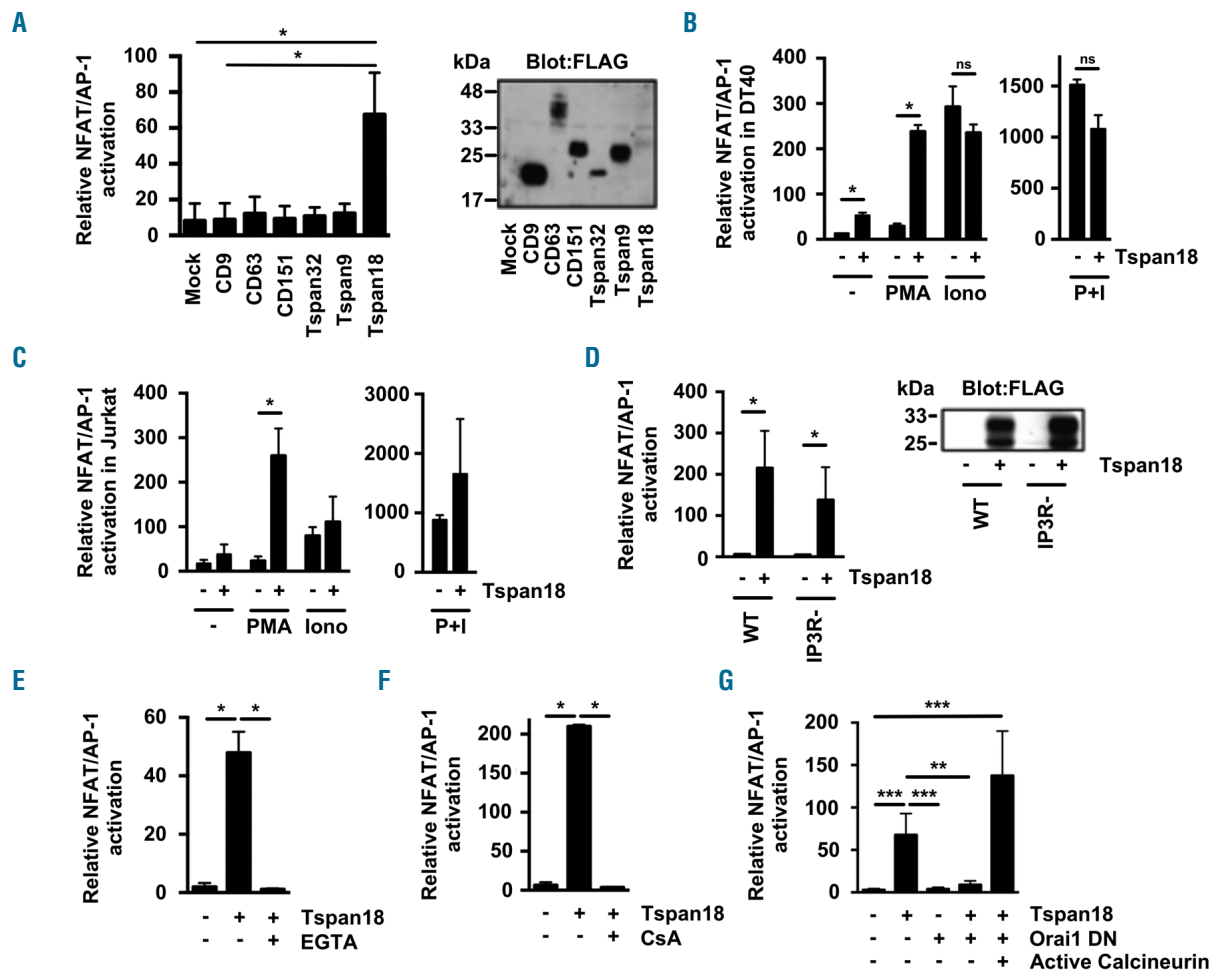 A
Relative NFAT/AP-1
activation
100
80
60
40
20
0
*
*
Mock
CD9
CD63
CD151
Tspan32
Tspan9
Tspan18
kDa
Blot:FLAG
48
33
25
17
Mock
CD9
CD63
CD151
Tspan32
Tspan9
Tspan18
B
Relative NFAT/AP-1
activation in DT40
400
300
200
100
0
*
*
ns
1500
1000
500
0
ns
- + - + - + - + Tspan18
- PMA Iono P+I
C
Relative NFAT/AP-1
activation in Jurkat
400
300
200
100
0
*
3000
2000
1000
0
- + - + - + - + Tspan18
- PMA Iono P+I
D
Relative NFAT/AP-1
activation
400
300
200
100
0
*
*
- + - + Tspan18
WT
IP3R-
kDa
Blot:FLAG
33
25
- + - + Tspan18
WT
IP3R-
E
Relative NFAT/AP-1
activation
60
40
20
0
* *
- + + Tspan18
- - + EGTA
F
Relative NFAT/AP-1
activation
200
150
100
50
0
* *
- + + Tspan18
- - + CsA
G
Relative NFAT/AP-1
activation
200
150
100
50
0
***
**
*** ***
- + - + + Tspan18
- - + + + Orai1 DN
- - - - + Active Calcineurin